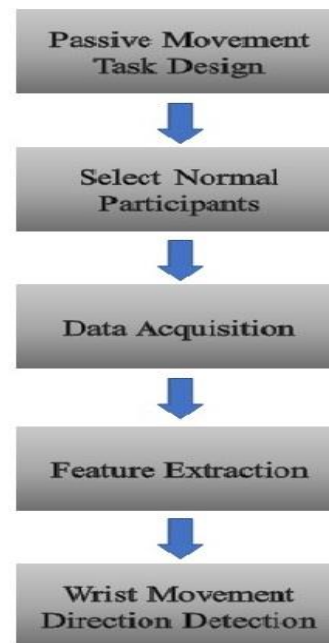 Passive Movement
Task Design
Select Normal
Participants
Data Acquisition
Feature Extraction
Wrist Movement
Direction Detection